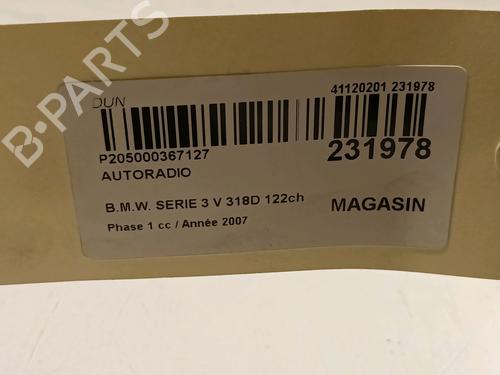 B-PARTS
DUN
41120201 231978
P205000367127
231978
AUTORADIO
B.M.W. SERIE 3 V 318D 122ch
MAGASIN
Phase 1 cc / Année 2007